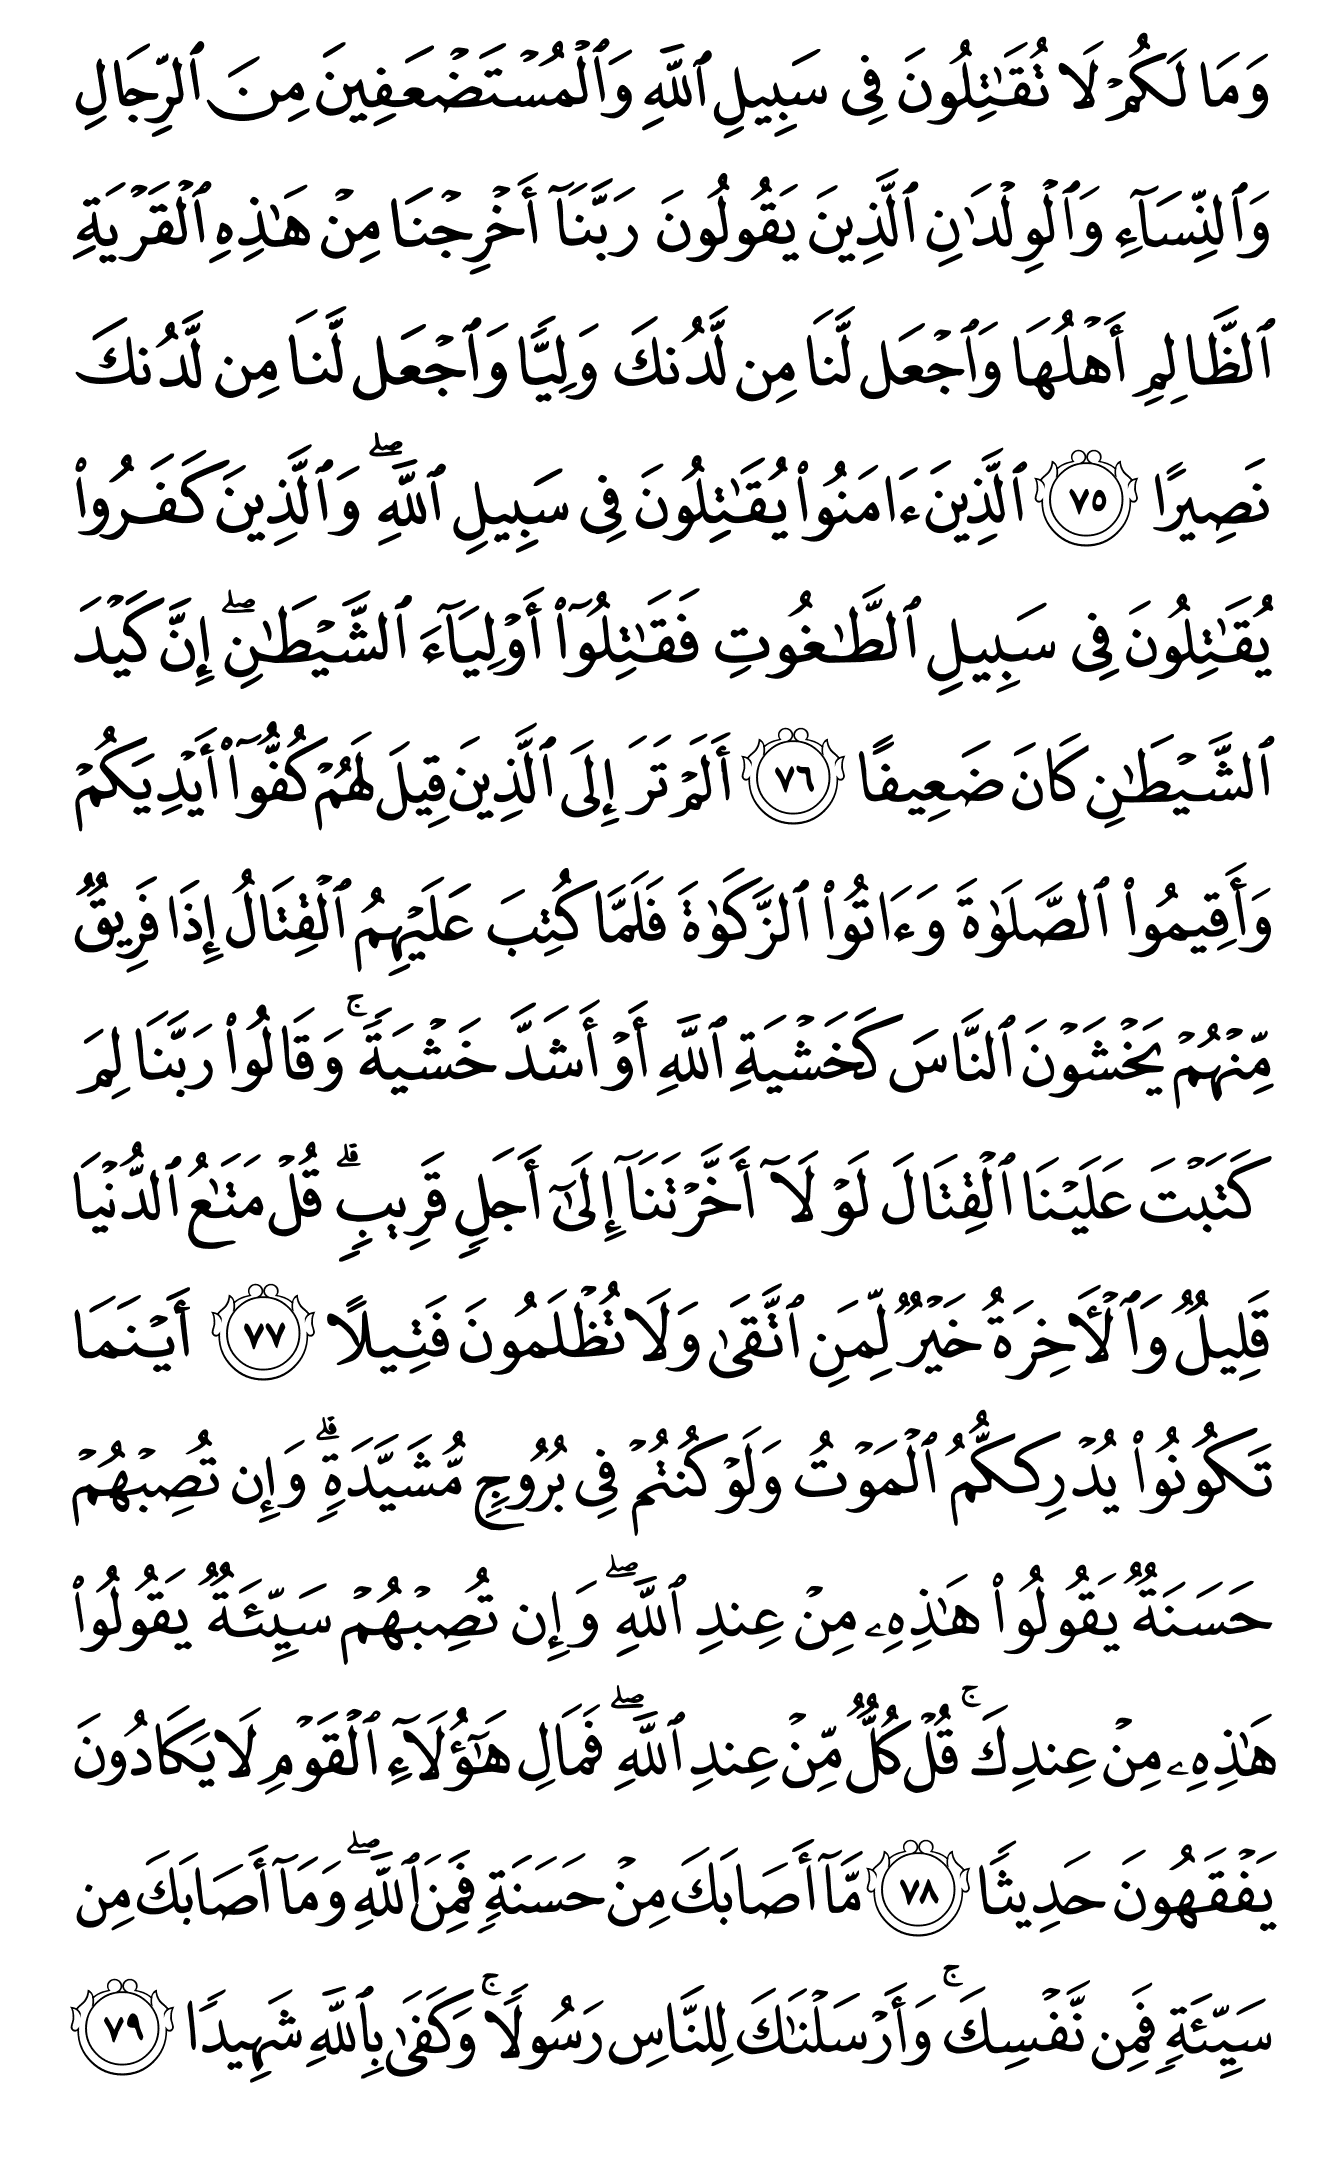 وَمَا لَكُمۡ لَا تُقَٰتِلُونَ فِى سَبِيلِ ٱللَّهِ وَٱلۡمُسۡتَضۡعَفِينَ مِنَ ٱلرِّجَالِ
وَٱلنِّسَآءِ وَٱلۡوِلۡدَٰنِ ٱلَّذِينَ يَقُولُونَ رَبَّنَآ أَخۡرِجۡنَا مِنۡ هَٰذِهِ ٱلۡقَرۡيَةِ
ٱلظَّالِمِ أَهۡلُهَا وَٱجۡعَل لَّنَا مِن لَّدُنكَ وَلِيًّا وَٱجۡعَل لَّنَا مِن لَّدُنكَ
نَصِيرًا ٧٥ ٱلَّذِينَ ءَامَنُوا۟ يُقَٰتِلُونَ فِى سَبِيلِ ٱللَّهِۖ وَٱلَّذِينَ كَفَرُوا۟
يُقَٰتِلُونَ فِى سَبِيلِ ٱلطَّٰغُوتِ فَقَٰتِلُوٓا۟ أَوۡلِيَآءَ ٱلشَّيۡطَٰنِۖ إِنَّ كَيۡدَ
ٱلشَّيۡطَٰنِ كَانَ ضَعِيفًا ٧٦ أَلَمۡ تَرَ إِلَى ٱلَّذِينَ قِيلَ لَهُمۡ كُفُّوٓا۟ أَيۡدِيَكُمۡ
وَأَقِيمُوا۟ ٱلصَّلَوٰةَ وَءَاتُوا۟ ٱلزَّكَوٰةَ فَلَمَّا كُتِبَ عَلَيۡهِمُ ٱلۡقِتَالُ إِذَا فَرِيقٌ
مِّنۡهُمۡ يَخۡشَوۡنَ ٱلنَّاسَ كَخَشۡيَةِ ٱللَّهِ أَوۡ أَشَدَّ خَشۡيَةًۚ وَقَالُوا۟ رَبَّنَا لِمَ
كَتَبۡتَ عَلَيۡنَا ٱلۡقِتَالَ لَوۡ لَآ أَخَّرۡتَنَآ إِلَىٰٓ أَجَلٍ قَرِيبٍۗ قُلۡ مَتَٰعُ ٱلدُّنۡيَا
قَلِيلٌ وَٱلۡأٓخِرَةُ خَيۡرٌ لِّمَنِ ٱتَّقَىٰ وَلَا تُظۡلَمُونَ فَتِيلًا ٧٧ أَيۡنَمَا
تَكُونُوا۟ يُدۡرِككُّمُ ٱلۡمَوۡتُ وَلَوۡ كُنتُمۡ فِى بُرُوجٍ مُّشَيَّدَةٍۗ وَإِن تُصِبۡهُمۡ
حَسَنَةٌ يَقُولُوا۟ هَٰذِهِۦ مِنۡ عِندِ ٱللَّهِۖ وَإِن تُصِبۡهُمۡ سَيِّئَةٌ يَقُولُوا۟
هَٰذِهِۦ مِنۡ عِندِكَۚ قُلۡ كُلٌّ مِّنۡ عِندِ ٱللَّهِۖ فَمَالِ هَٰٓؤُلَآءِ ٱلۡقَوۡمِ لَا يَكَادُونَ
يَفۡقَهُونَ حَدِيثًا ٧٨ مَّآ أَصَابَكَ مِنۡ حَسَنَةٍ فَمِنَ ٱللَّهِۖ وَمَآ أَصَابَكَ مِن
سَيِّئَةٍ فَمِن نَّفۡسِكَۚ وَأَرۡسَلۡنَٰكَ لِلنَّاسِ رَسُولًاۚ وَكَفَىٰ بِٱللَّهِ شَهِيدًا ٧٩